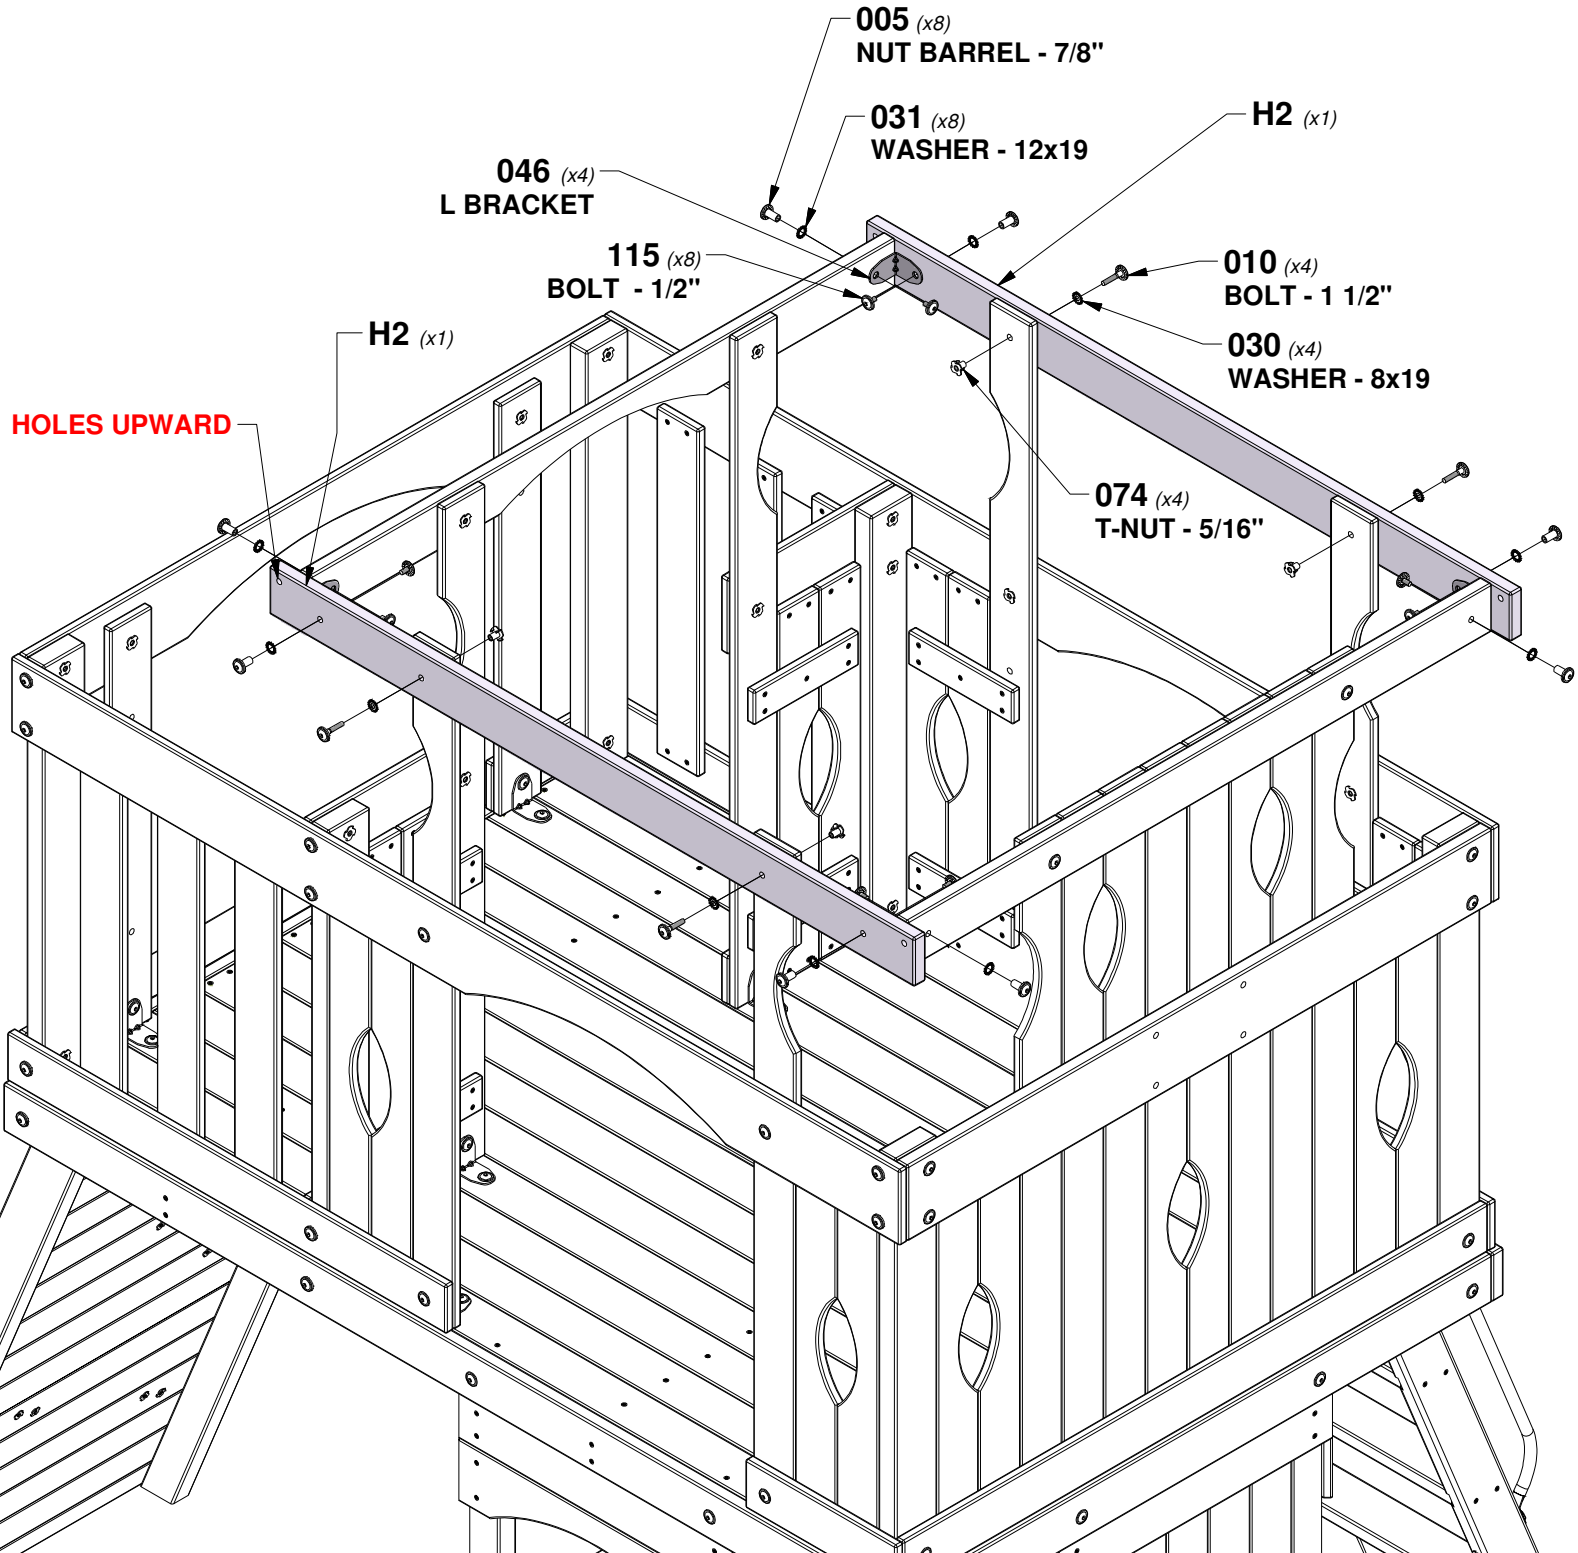 005 (x8)
NUT BARREL - 7/8"
031 (x8)
WASHER - 12x19
H2 (x1)
046 (x4)
L BRACKET
115 (x8)
BOLT - 1/2"
010 (x4)
BOLT - 1 1/2"
030 (x4)
WASHER - 8x19
H2 (x1)
HOLES UPWARD
074 (x4)
T-NUT - 5/16"